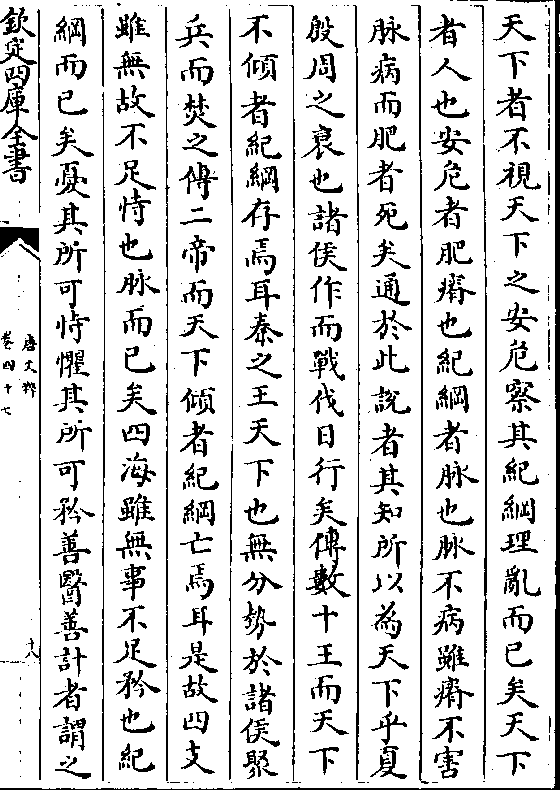 天下者不視天下之安危察其紀綱理亂而已矣天下
者人也安危者肥瘠也紀綱者脉也脉不病雖瘠不害
脉病而肥者死矣通於此說者其知所以為天下乎夏
殷周之衰也諸侯作而戰伐日行矣傳數十王而天下
不傾者紀綱存焉耳秦之王天下也無分勢於諸侯聚
兵而焚之傳二帝而天下傾者紀綱亡焉耳是故四支
雖無故不足恃也脉而已矣四海雖無事不足矜也紀
綱而已矣憂其所可恃懼其所可矜善醫善計者謂之
欽定四庫全書
唐文粹
卷四十七
十八